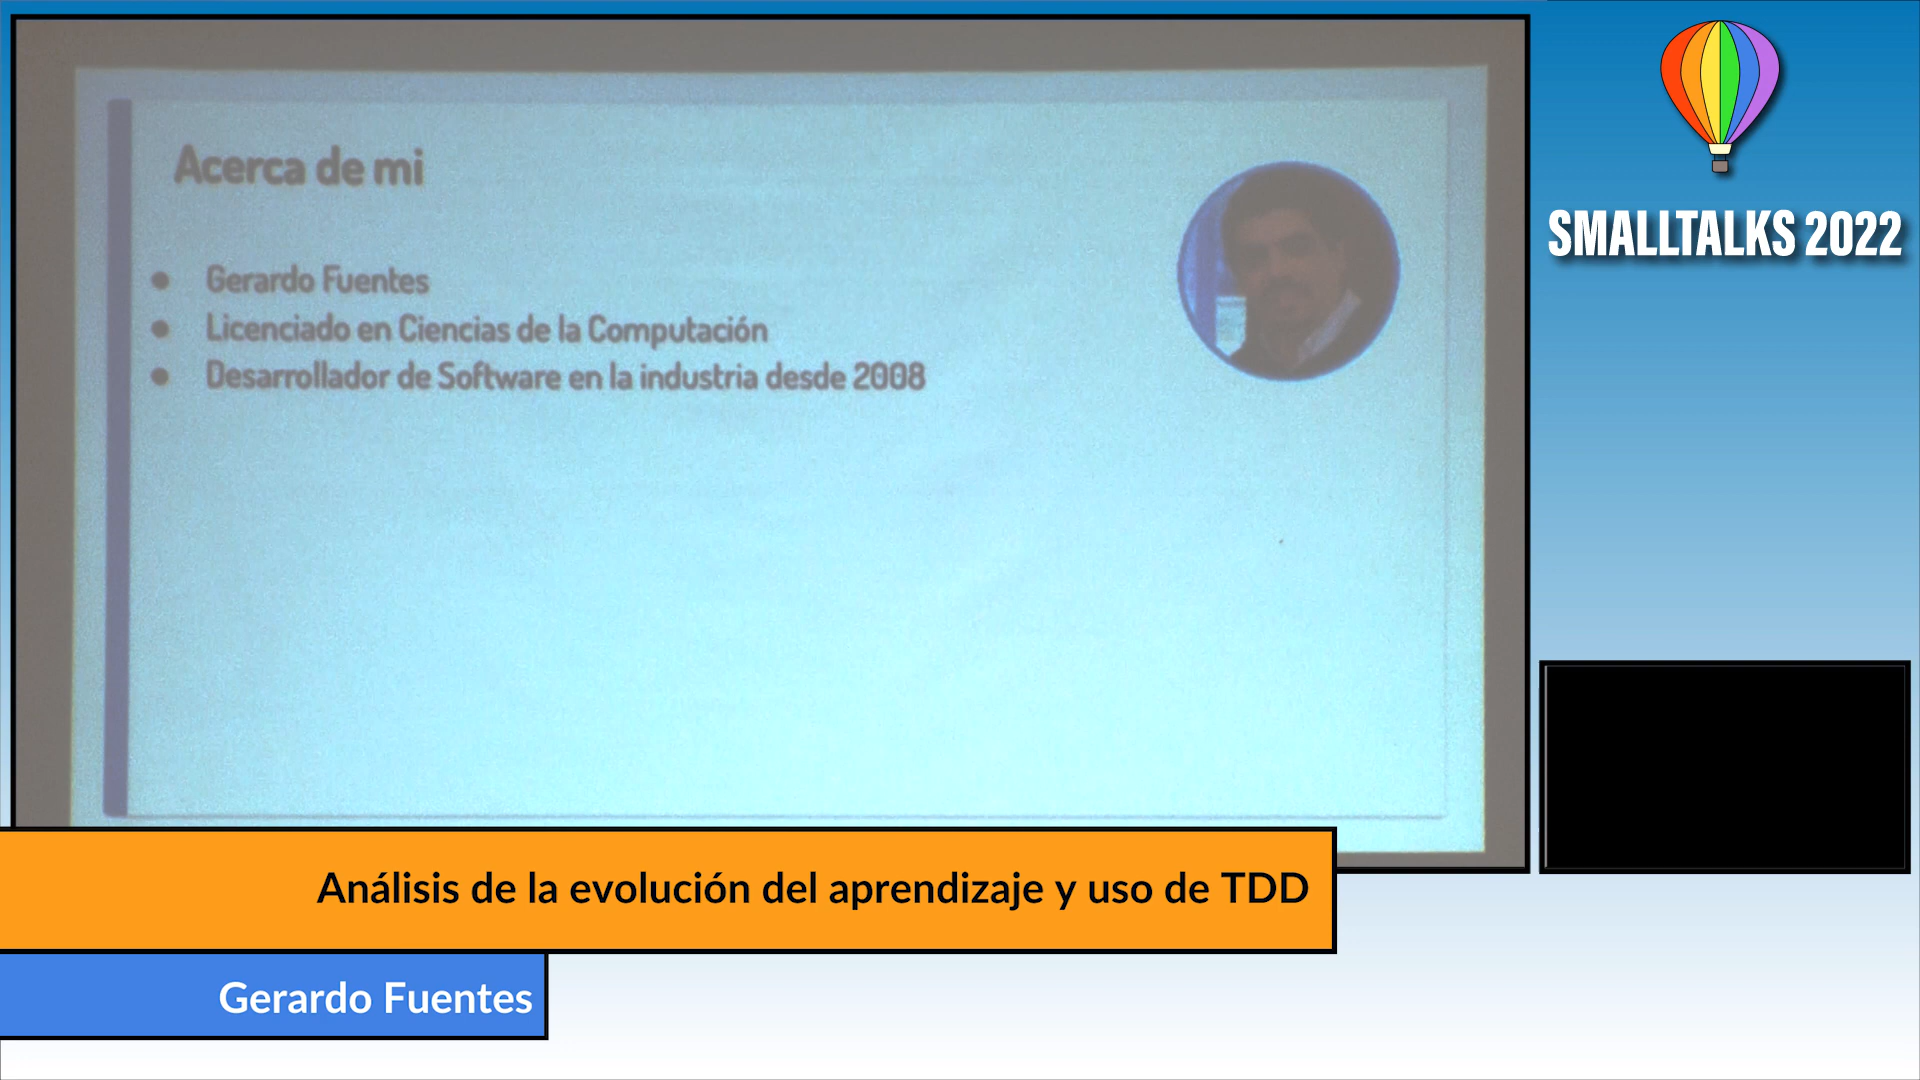 Acerca de mi
Gerardo Fuentes
Licenciado en Ciencias de la Computación
Desarrollador de Software en la industria desde 2008
SMALLTALKS 2022
Análisis de la evolución del aprendizaje y uso de TDD
Gerardo Fuentes